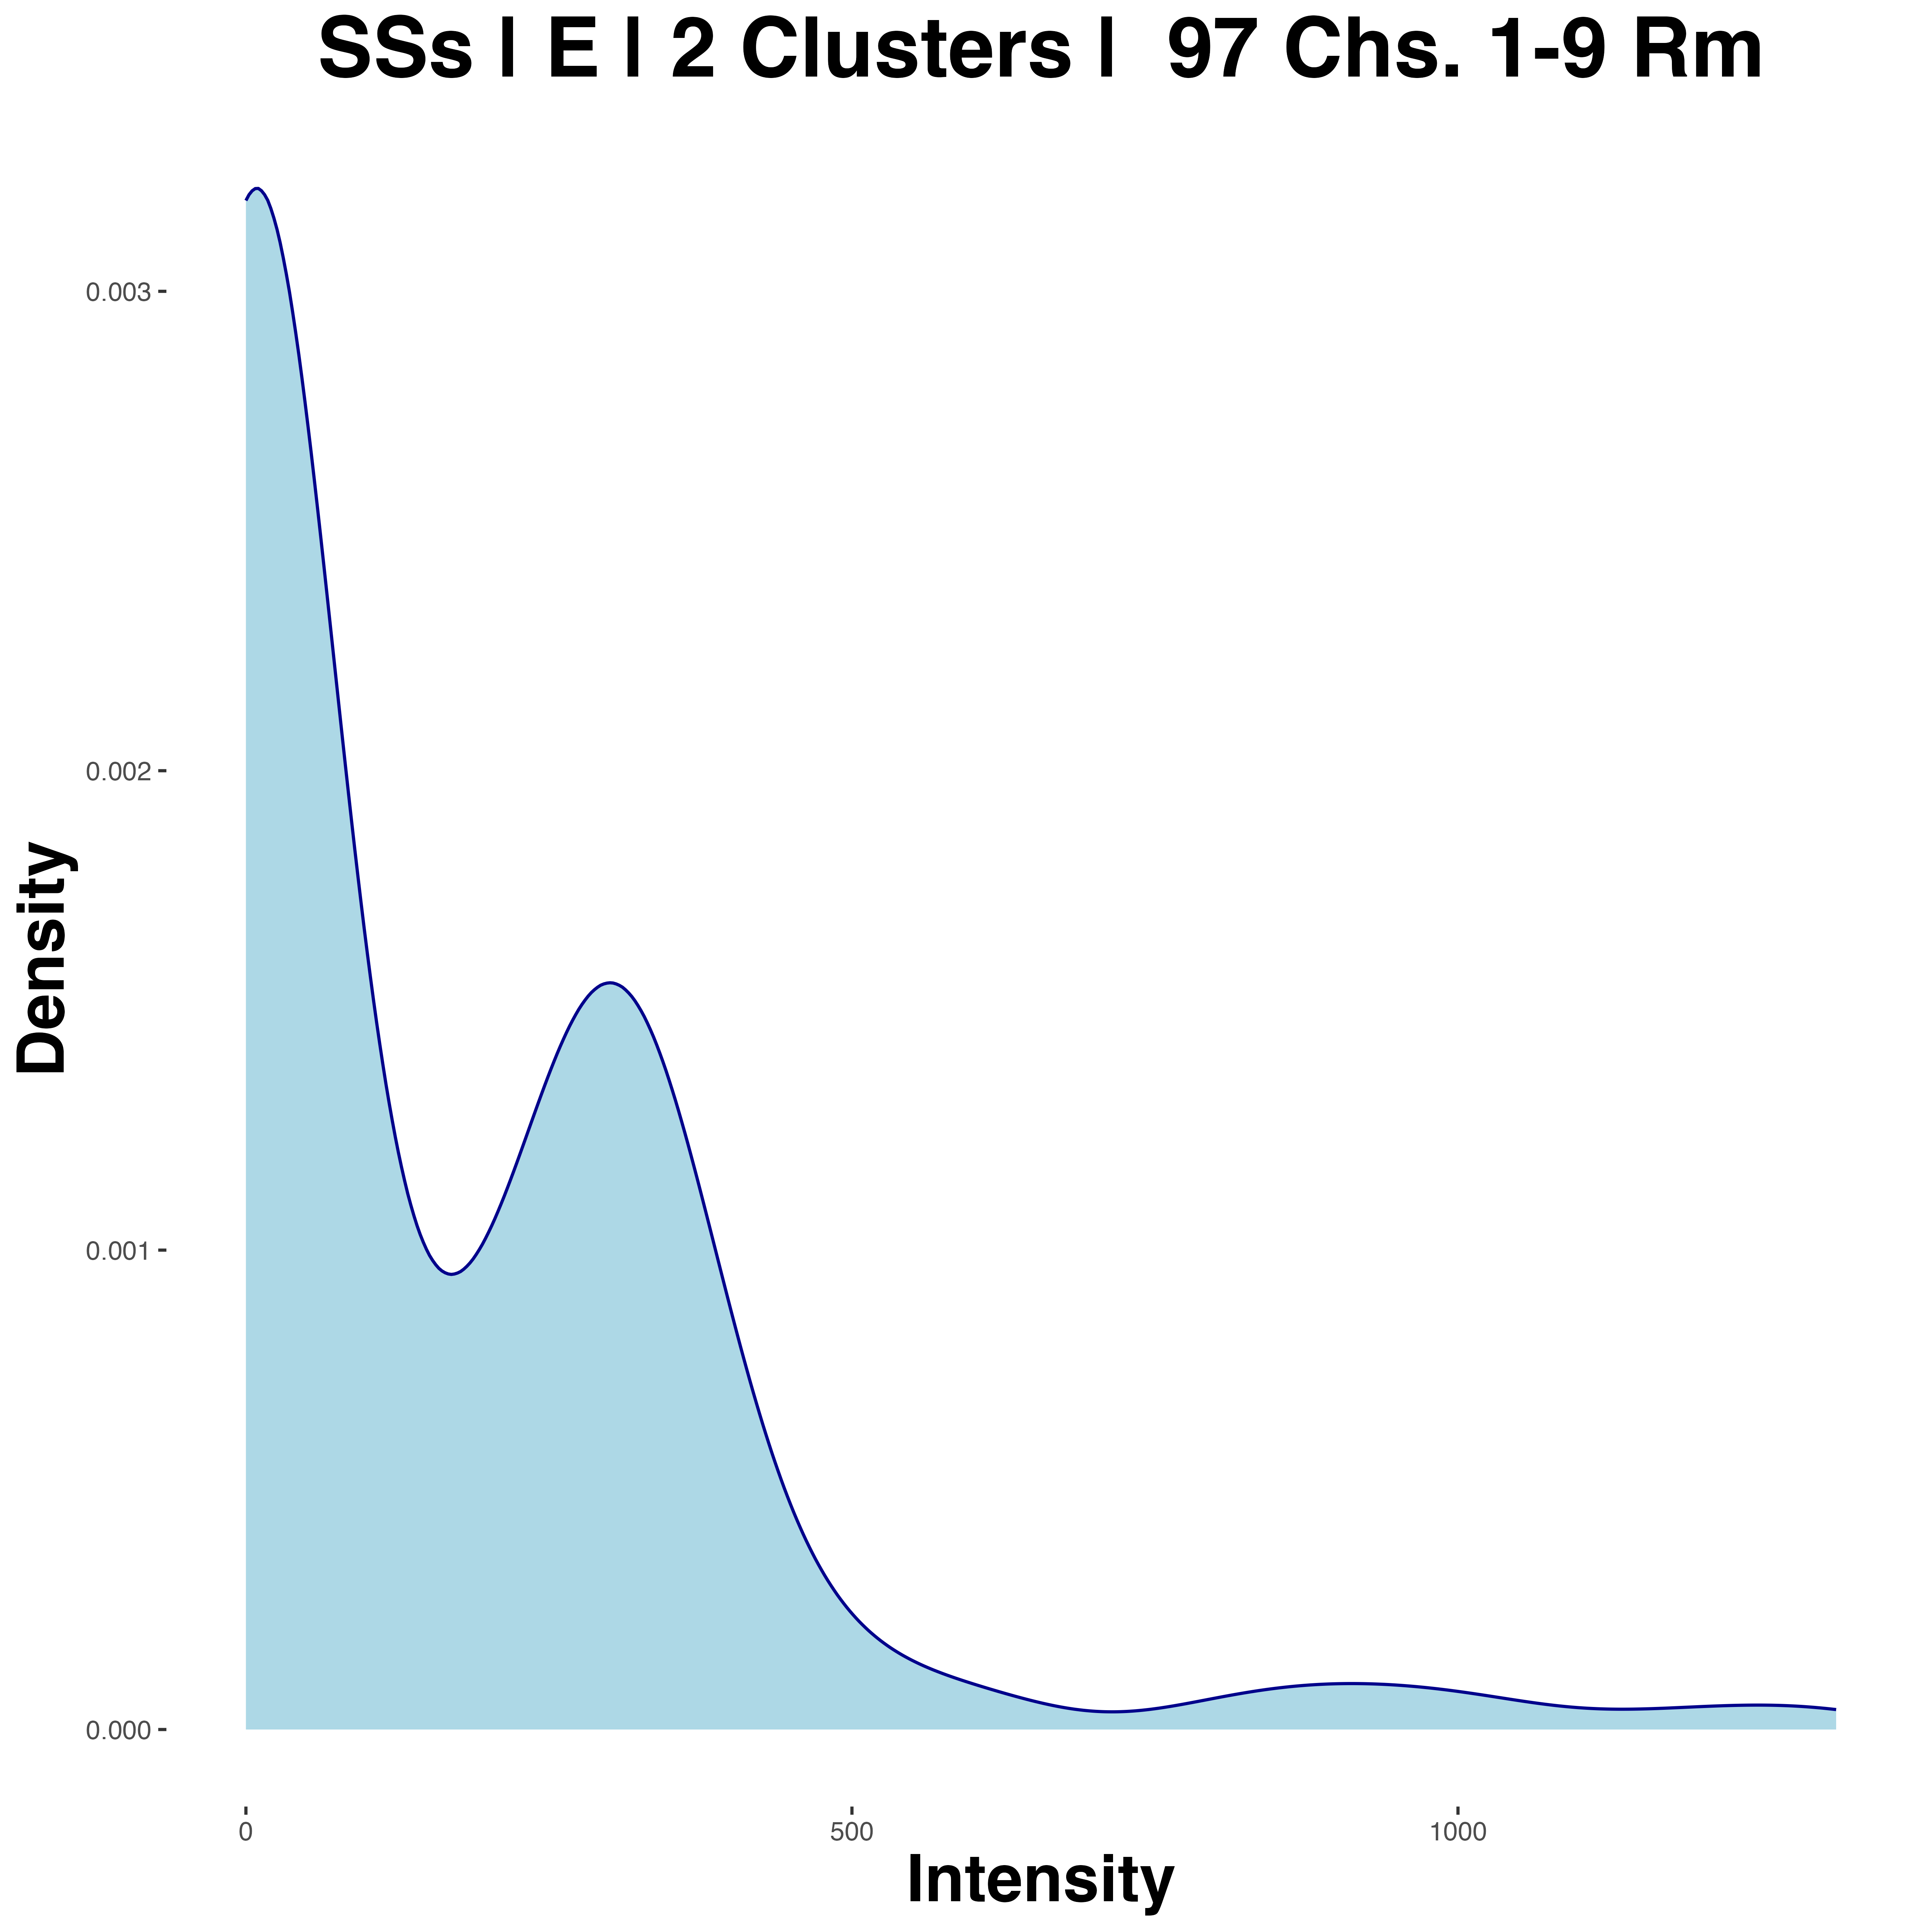 SSs | E | 2 Clusters |  97 Chs. 1-9 Rm
0.003
0.002
0.001
0.000
Density
0
500
1000
Intensity